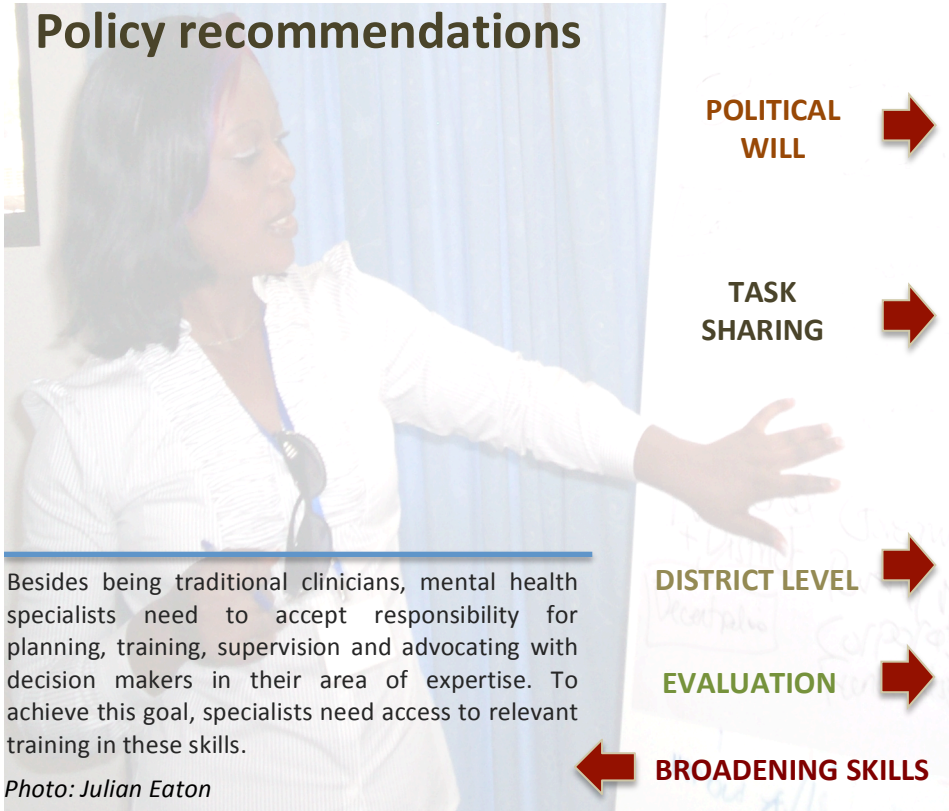 Policy recommendations
POLITICAL
WILL
TASK
SHARING
DISTRICT LEVEL
EVALUATION
BROADENING SKILLS
Besides being traditional clinicians, mental health
specialists need to accept responsibility for
planning, training, supervision and advocating with
decision makers in their area of expertise. To
achieve this goal, specialists need access to relevant
training in these skills.
Photo: Julian Eaton